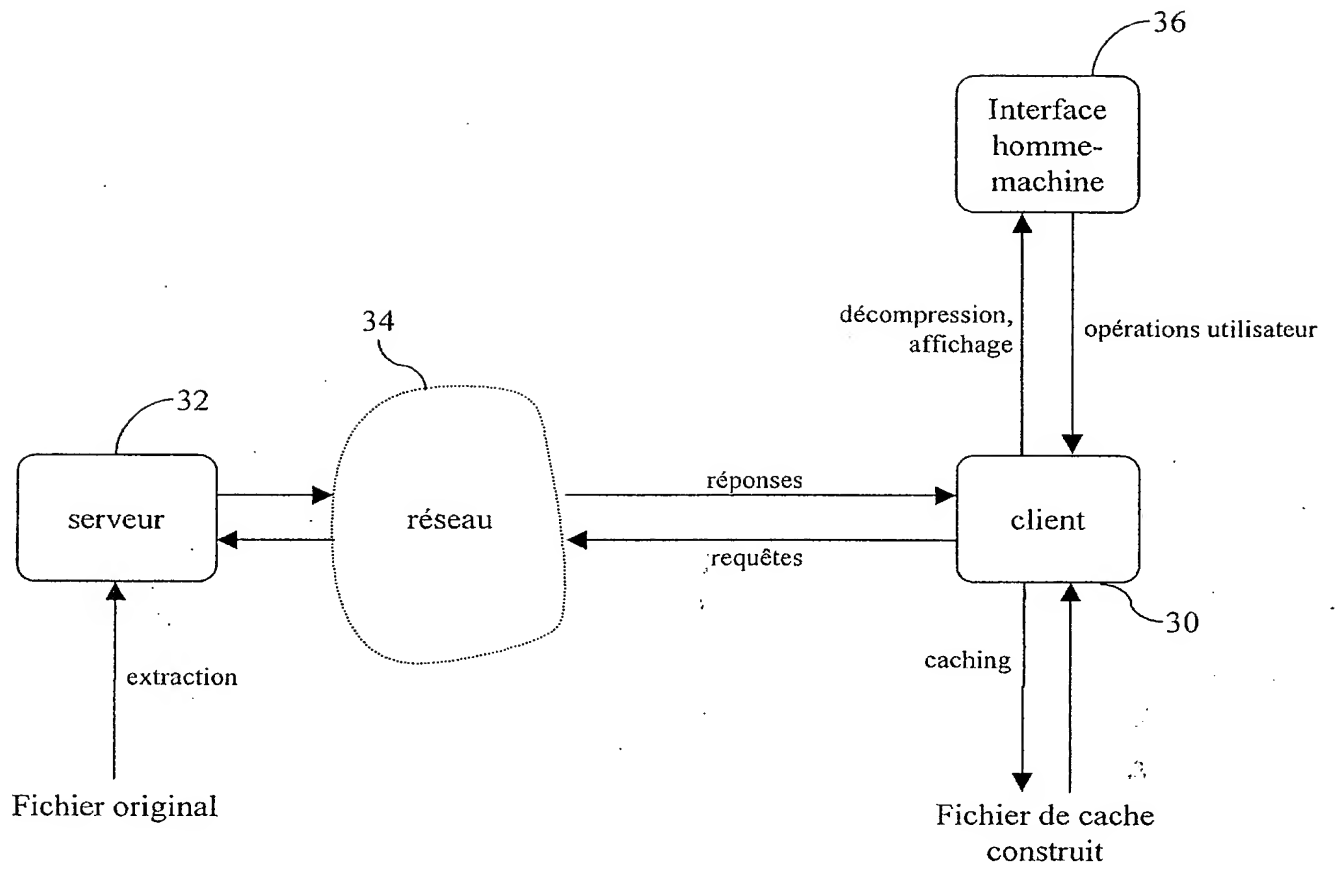 36
Interface
homme-
machine
décompression,
affichage
opérations utilisateur
34
32
serveur
réseau
réponses
requêtes
client
30
extraction
caching
Fichier original
Fichier de cache
construit